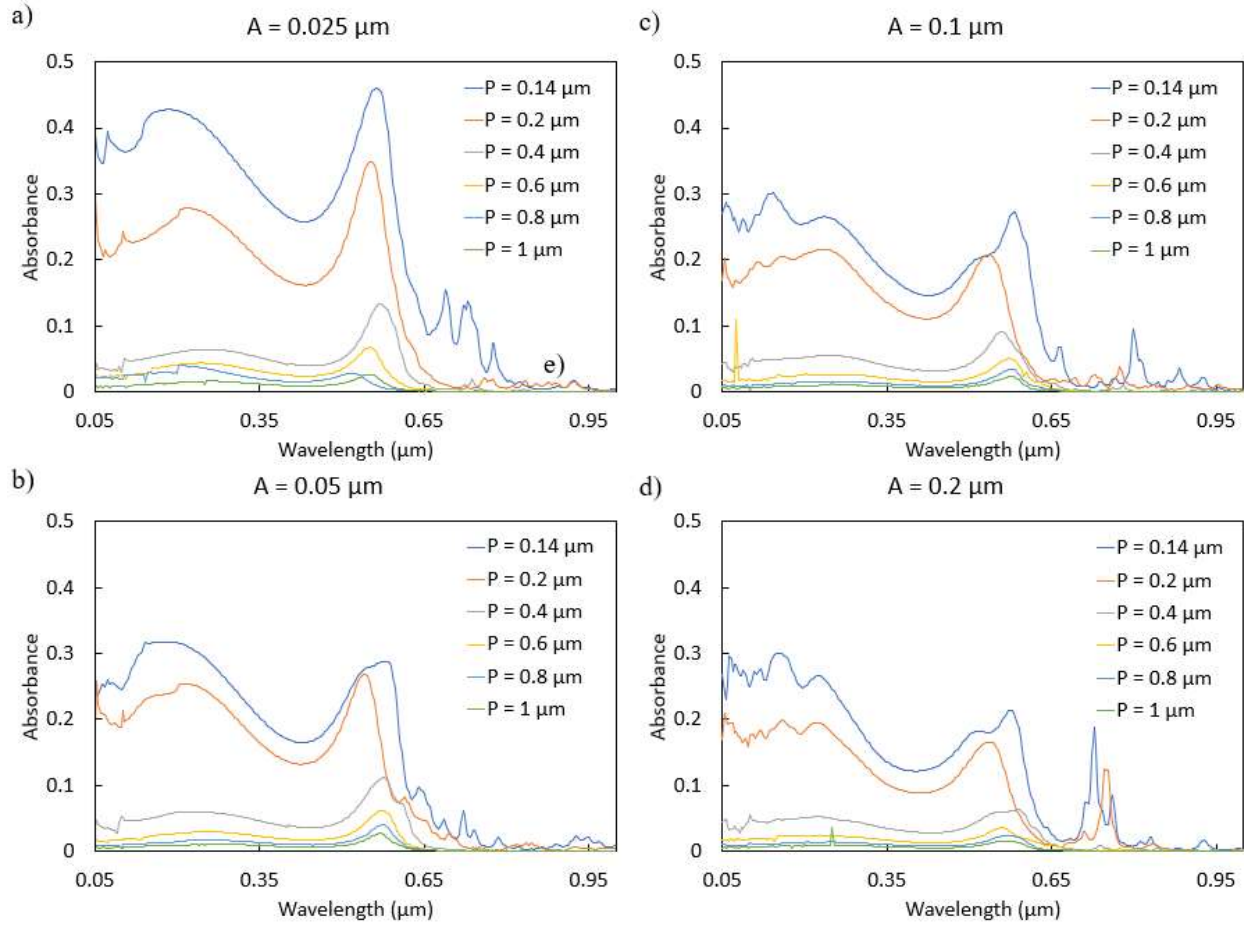 a)
A = 0.025 µm
0.5
0.4
0.3
0.2
0.1
0
Absorbance
P = 0.14 µm
P = 0.2 µm
P = 0.4 µm
P = 0.6 µm
P = 0.8 µm
P = 1 µm
e)
0.05 0.35 0.65 0.95
Wavelength (µm)
c)
A = 0.1 µm
0.5
0.4
0.3
0.2
0.1
0
Absorbance
P = 0.14 µm
P = 0.2 µm
P = 0.4 µm
P = 0.6 µm
P = 0.8 µm
P = 1 µm
0.05 0.35 0.65 0.95
Wavelength (µm)
b)
A = 0.05 µm
0.5
0.4
0.3
0.2
0.1
0
Absorbance
P = 0.14 µm
P = 0.2 µm
P = 0.4 µm
P = 0.6 µm
P = 0.8 µm
P = 1 µm
0.05 0.35 0.65 0.95
Wavelength (µm)
d)
A = 0.2 µm
0.5
0.4
0.3
0.2
0.1
0
Absorbance
P = 0.14 µm
P = 0.2 µm
P = 0.4 µm
P = 0.6 µm
P = 0.8 µm
P = 1 µm
0.05 0.35 0.65 0.95
Wavelength (µm)